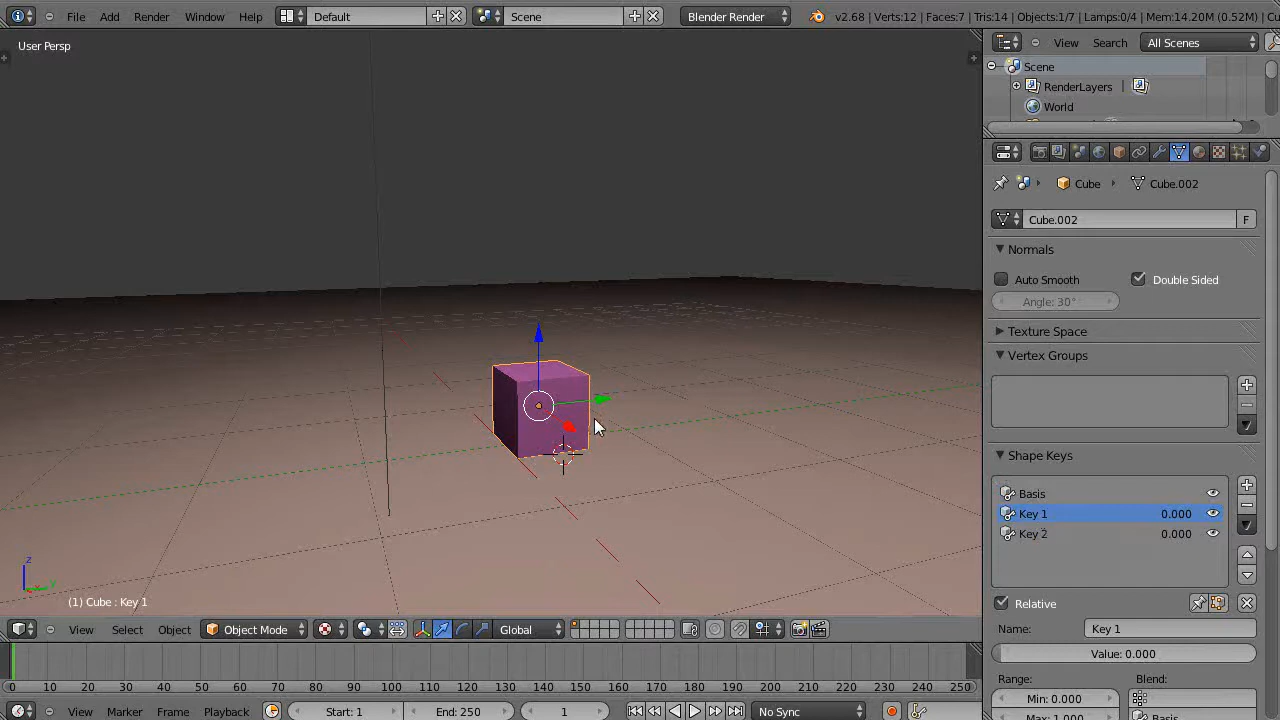 File Add Render Window Help Default Scene Blender Render v2.68 | Verts:12 | Faces:7 | Tris:14 | Objects:1/7 | Lamps:0/4 | Mem:14.20M (0.52M) | Cu
View Search All Scenes
User Persp
Scene
RenderLayers |
World
Cube Cube.002
Cube.002 F
Normals
Auto Smooth Double Sided
Angle: 30°
Texture Space
Vertex Groups
Shape Keys
Basis
Key 1 0.000
Key 2 0.000
z
y
x
(1) Cube : Key 1
Relative
Name: Key 1
View Select Object Object Mode Global
Value: 0.000
Range: Blend:
0 10 20 30 40 50 60 70 80 90 100 110 120 130 140 150 160 170 180 190 200 210 220 230 240 250
Min: 0.000
View Marker Frame Playback Start: 1 End: 250 1 No Sync
Max: 1.000 Basis